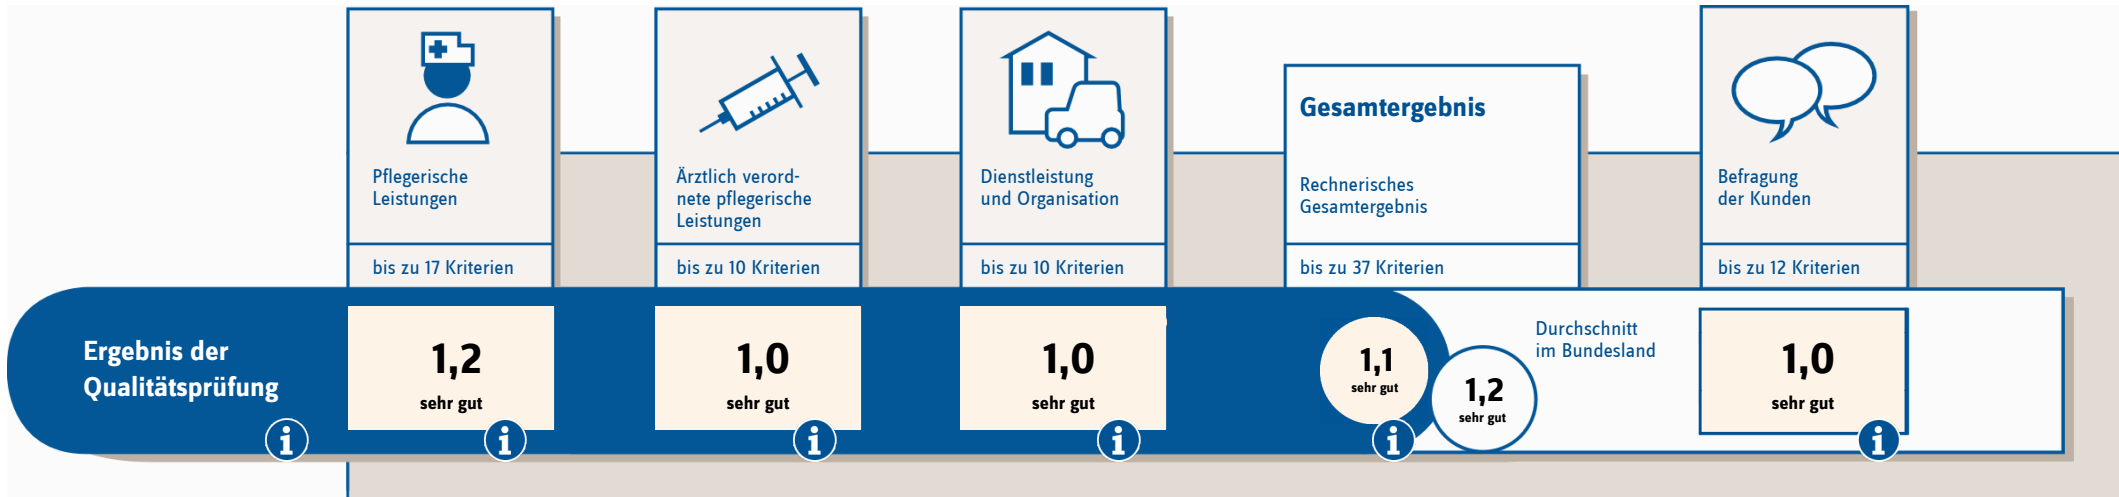 Pflegerische
Leistungen
bis zu 17 Kriterien
Ärztlich verord-
nete pflegerische
Leistungen
bis zu 10 Kriterien
Dienstleistung
und Organisation
bis zu 10 Kriterien
Gesamtergebnis
Rechnerisches
Gesamtergebnis
bis zu 37 Kriterien
Befragung
der Kunden
bis zu 12 Kriterien
Ergebnis der
Qualitätsprüfung
i
1,2
sehr gut
i
1,0
sehr gut
i
1,0
sehr gut
i
1,1
sehr gut
i
1,2
sehr gut
Durchschnitt
im Bundesland
1,0
sehr gut
i